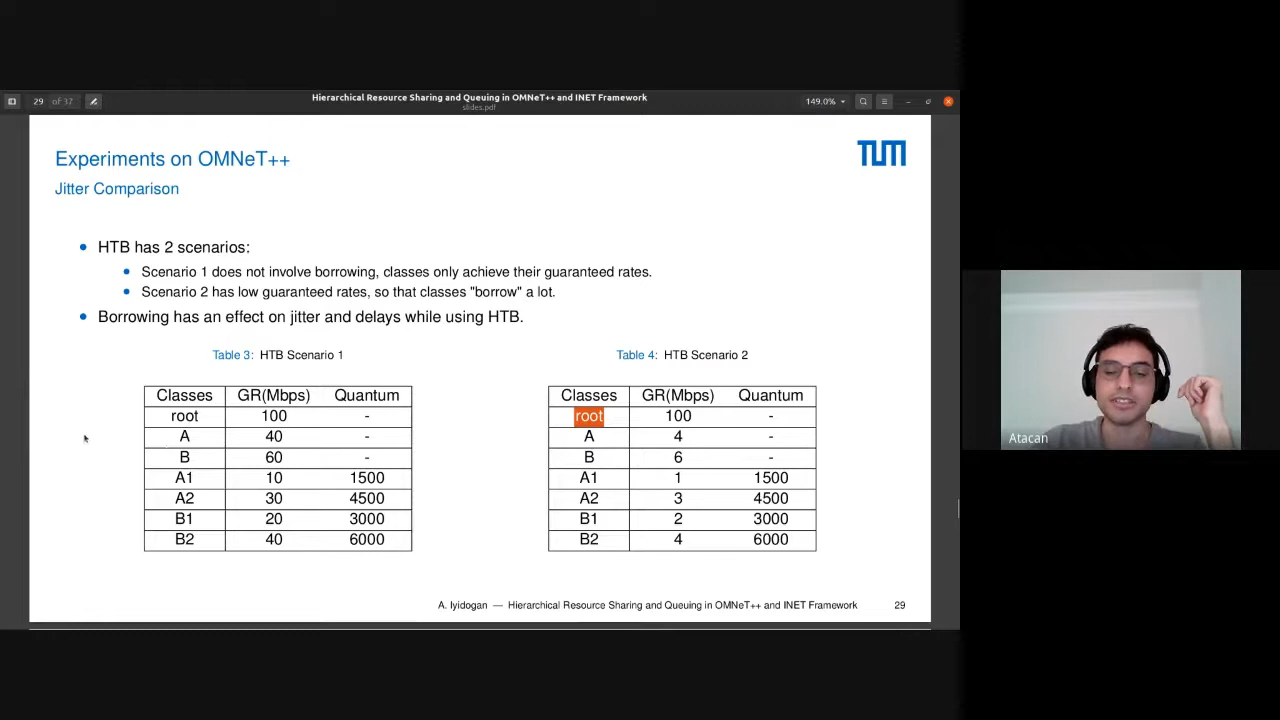 29 of 37
Hierarchical Resource Sharing and Queuing in OMNeT++ and INET Framework
slides.pdf
149.0%
Experiments on OMNeT++
TUM
Jitter Comparison
HTB has 2 scenarios:
Scenario 1 does not involve borrowing, classes only achieve their guaranteed rates.
Scenario 2 has low guaranteed rates, so that classes "borrow" a lot.
Borrowing has an effect on jitter and delays while using HTB.
Table 3: HTB Scenario 1
Classes GR(Mbps) Quantum
root 100 -
A 40 -
B 60 -
A1 10 1500
A2 30 4500
B1 20 3000
B2 40 6000
Table 4: HTB Scenario 2
Classes GR(Mbps) Quantum
root 100 -
A 4 -
B 6 -
A1 1 1500
A2 3 4500
B1 2 3000
B2 4 6000
A. Iyidogan — Hierarchical Resource Sharing and Queuing in OMNeT++ and INET Framework 29
Atacan